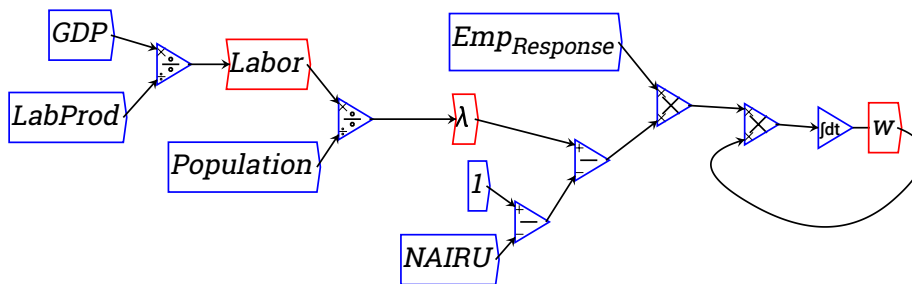 GDP
LabProd
÷
×
÷
Labor
Population
÷
×
÷
λ
1
NAIRU
−
+
−
−
+
−
Emp_Response
×
×
×
×
×
×
∫dt
w